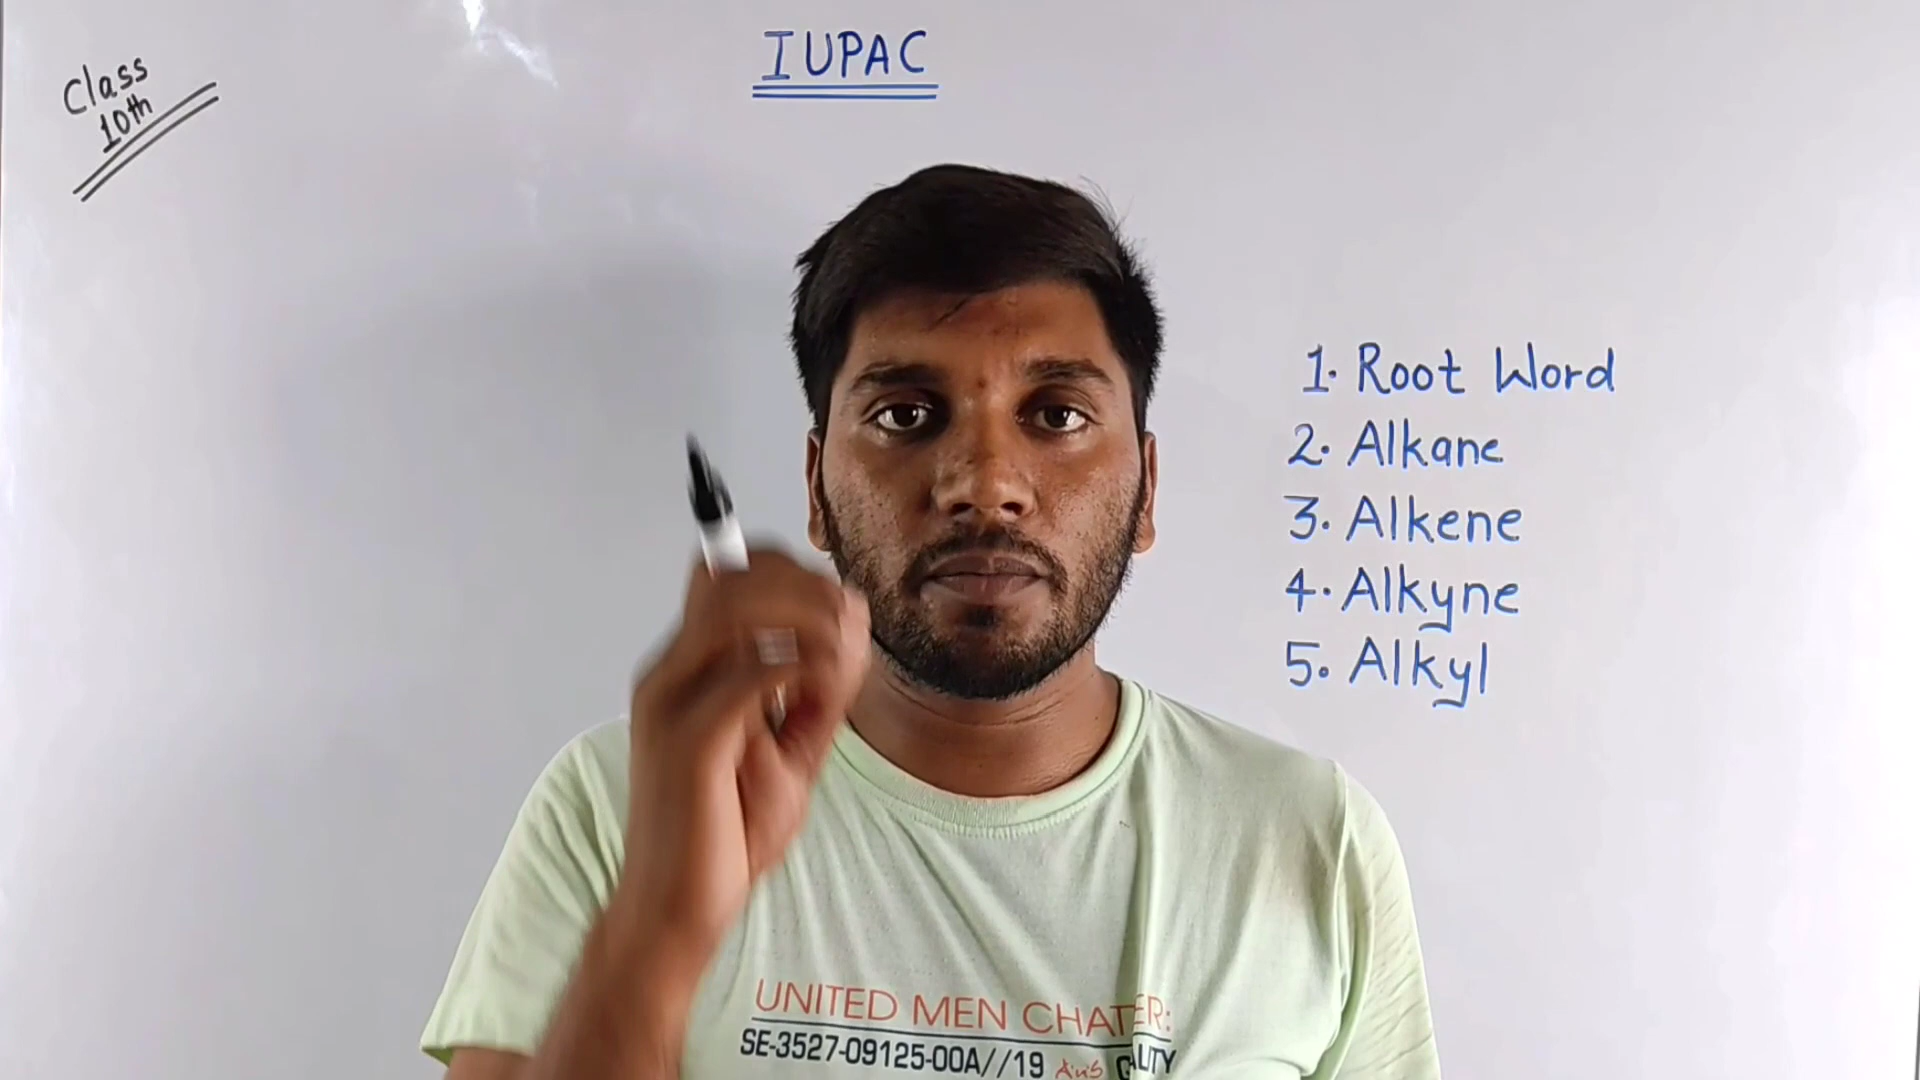 IUPAC
Class
10th
1. Root Word
2. Alkane
3. Alkene
4. Alkyne
5. Alkyl
UNITED MEN CHATER:
SE-3527-09125-00A//19